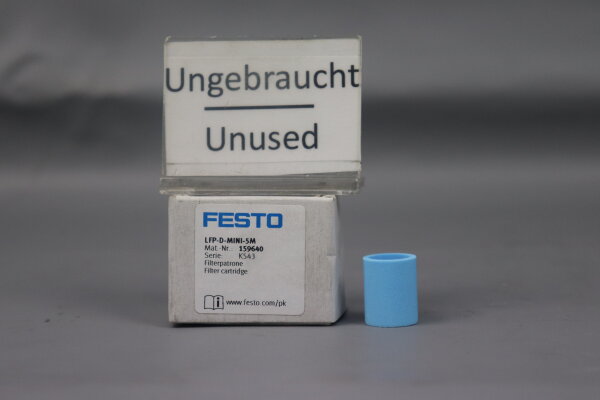 Ungebraucht
Unused
FESTO
LFP-D-MINI-5M
Mat.-Nr.: 159640
Serie: K543
Filterpatrone
Filter cartridge
www.festo.com/pk